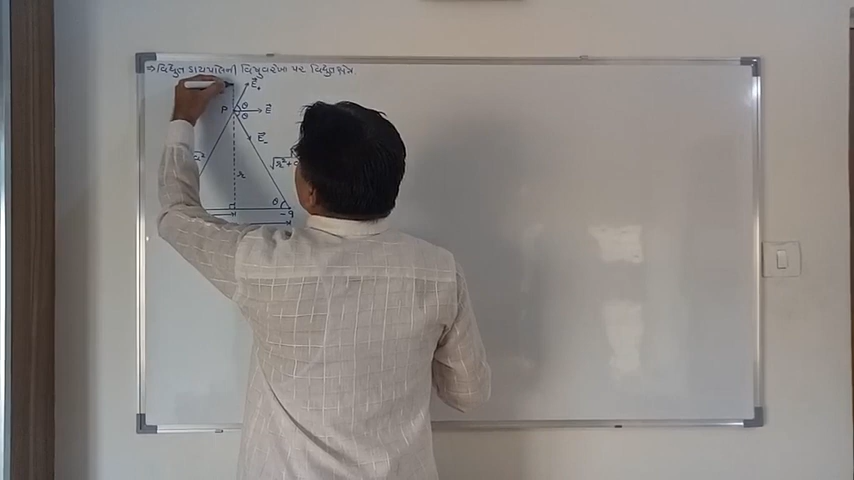 ⇒ વિદ્યુત ડાયપોલની વિષુવરેખા પર વિદ્યુતક્ષેત્ર.
E⃗₊
P θ E⃗
θ
E⃗₋
r
θ
-q